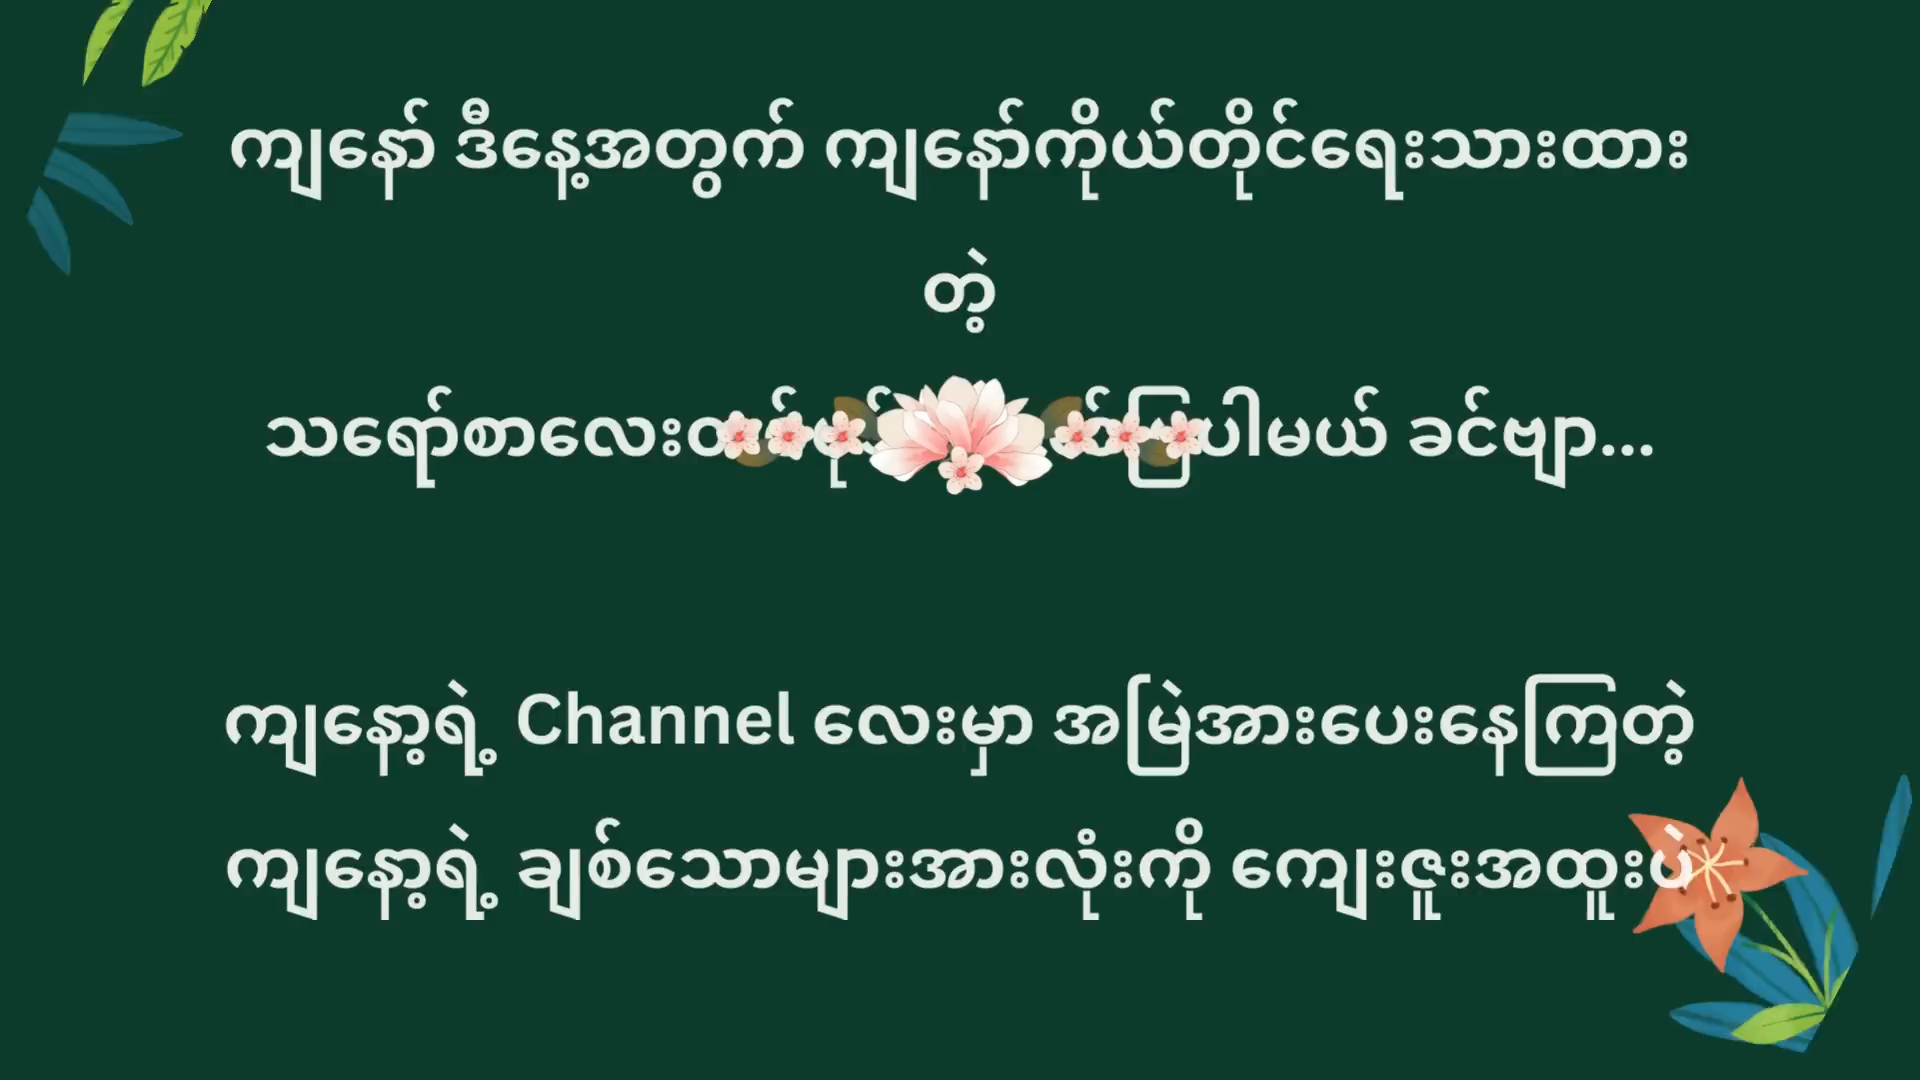 ကျနော် ဒီနေ့အတွက် ကျနော်ကိုယ်တိုင်ရေးသားထား
တဲ့
သရော်စာလေး ပါမယ် ခင်ဗျာ...
ကျနော့ရဲ့ Channel လေးမှာ အမြဲအားပေးနေကြတဲ့
ကျနော့ရဲ့ ချစ်သောများအားလုံးကို ကျေးဇူးအထူးပဲ